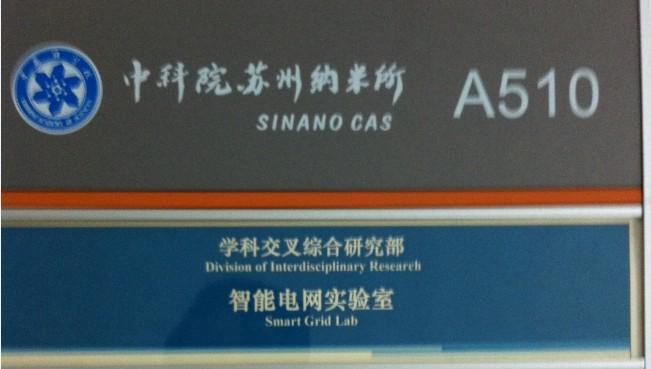 中科院苏州纳米所 A510
SINANO CAS
学科交叉综合研究部
Division of Interdisciplinary Research
智能电网实验室
Smart Grid Lab